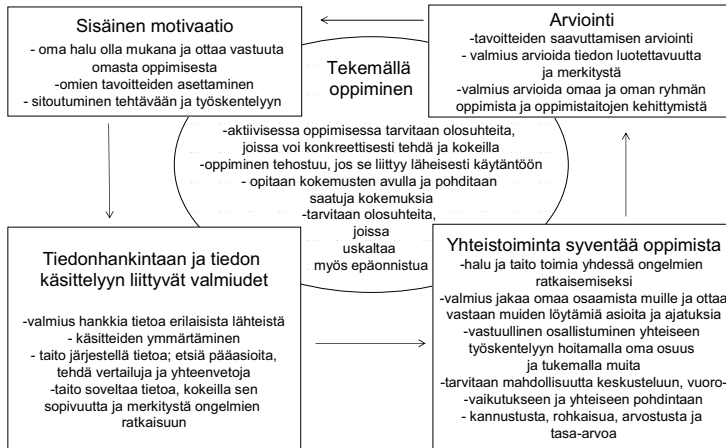 Sisäinen motivaatio
- oma halu olla mukana ja ottaa vastuuta
omasta oppimisesta
- omien tavoitteiden asettaminen
- sitoutuminen tehtävään ja työskentelyyn
Arviointi
-tavoitteiden saavuttamisen arviointi
- valmius arvioida tiedon luotettavuutta
ja merkitystä
-valmius arvioida omaa ja oman ryhmän
oppimista ja oppimistaitojen kehittymistä
Tekemällä
oppiminen
-aktiivisessa oppimisessa tarvitaan olosuhteita,
joissa voi konkreettisesti tehdä ja kokeilla
-oppiminen tehostuu, jos se liittyy läheisesti käytäntöön
- opitaan kokemusten avulla ja pohditaan
saatuja kokemuksia
-tarvitaan olosuhteita,
joissa
uskaltaa
myös epäonnistua
Tiedonhankintaan ja tiedon
käsittelyyn liittyvät valmiudet
-valmius hankkia tietoa erilaisista lähteistä
- käsitteiden ymmärtäminen
- taito järjestellä tietoa; etsiä pääasioita,
tehdä vertailuja ja yhteenvetoja
-taito soveltaa tietoa, kokeilla sen
sopivuutta ja merkitystä ongelmien
ratkaisuun
Yhteistoiminta syventää oppimista
-halu ja taito toimia yhdessä ongelmien
ratkaisemiseksi
-valmius jakaa omaa osaamista muille ja ottaa
vastaan muiden löytämiä asioita ja ajatuksia
-vastuullinen osallistuminen yhteiseen
työskentelyyn hoitamalla oma osuus
ja tukemalla muita
-tarvitaan mahdollisuutta keskusteluun, vuoro-
-vaikutukseen ja yhteiseen pohdintaan
- kannustusta, rohkaisua, arvostusta ja
tasa-arvoa